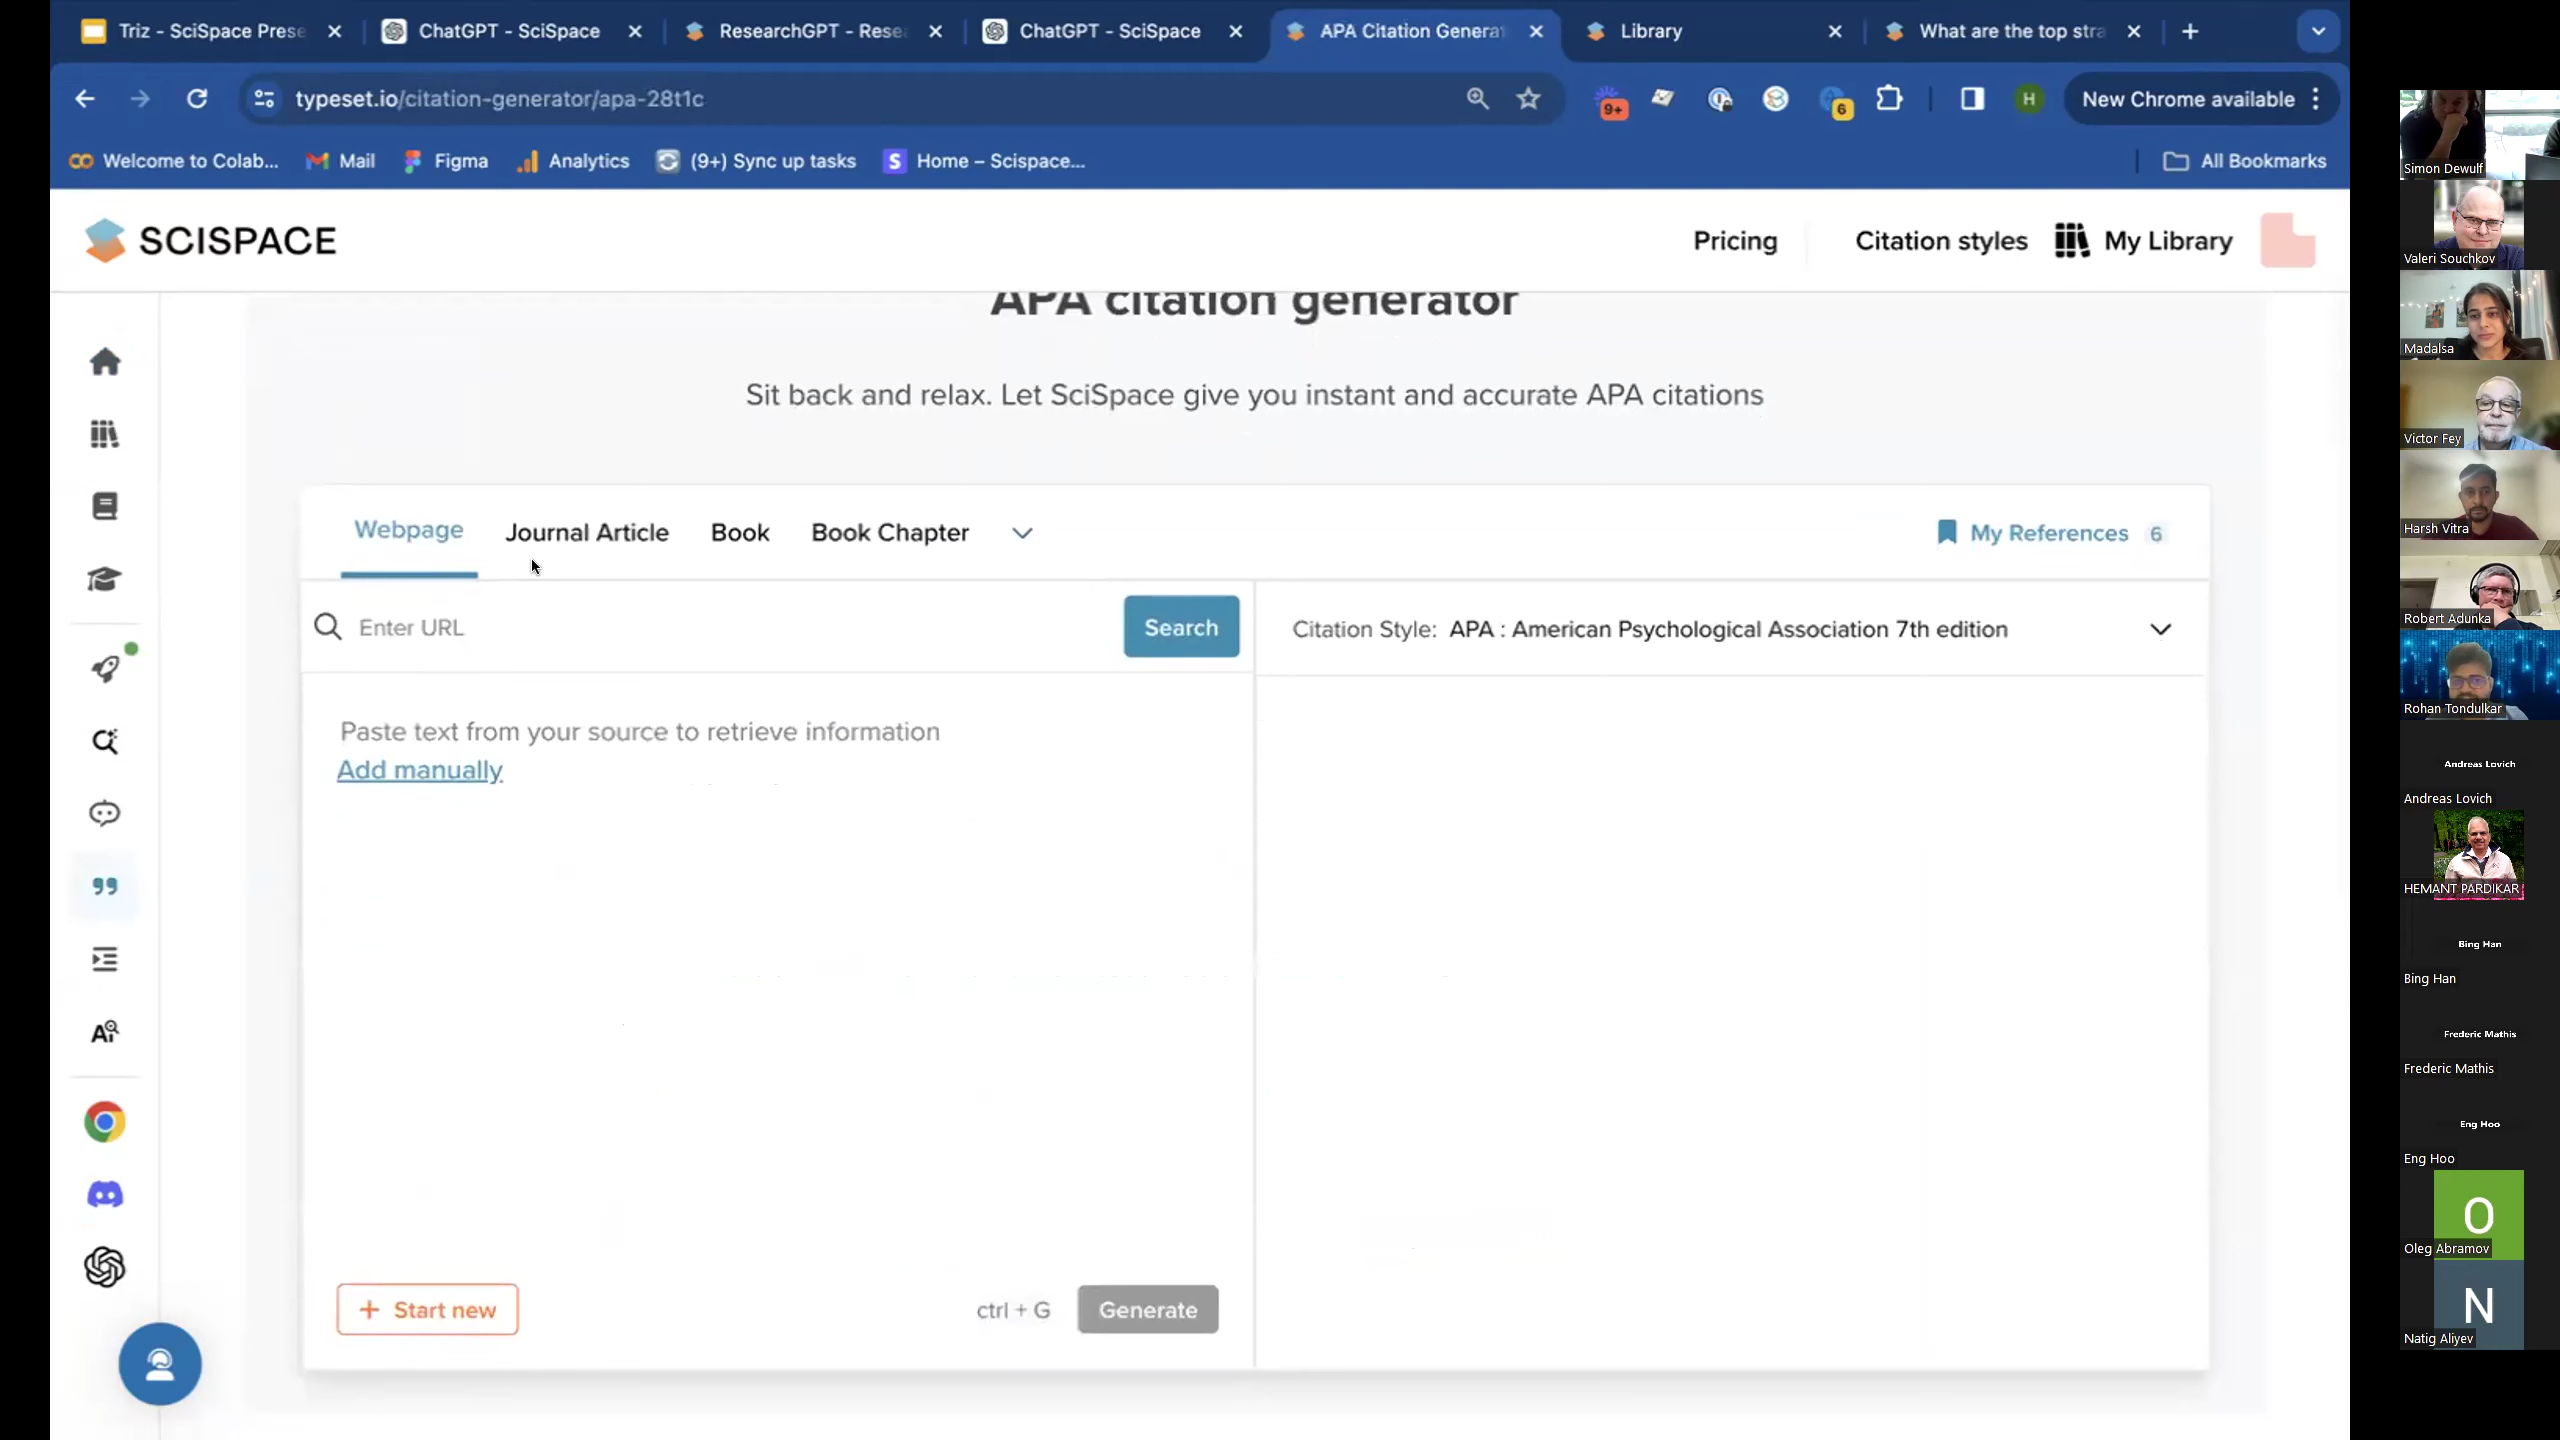 Triz - SciSpace Prese
ChatGPT - SciSpace
ResearchGPT - Rese
ChatGPT - SciSpace
APA Citation Generat
Library
What are the top stra
typeset.io/citation-generator/apa-28t1c
9+
6
H
New Chrome available
Welcome to Colab...
Mail
Figma
Analytics
(9+) Sync up tasks
S
Home – Scispace...
All Bookmarks
SCISPACE
Pricing
Citation styles
My Library
APA citation generator
Sit back and relax. Let SciSpace give you instant and accurate APA citations
Webpage
Journal Article
Book
Book Chapter
My References 6
Enter URL
Search
Citation Style: APA : American Psychological Association 7th edition
Paste text from your source to retrieve information
Add manually
+ Start new
ctrl + G
Generate
Simon Dewulf
Valeri Souchkov
Madalsa
Victor Fey
Harsh Vitra
Robert Adunka
Rohan Tondulkar
Andreas Lovich
Andreas Lovich
HEMANT PARDIKAR
Bing Han
Bing Han
Frederic Mathis
Frederic Mathis
Eng Hoo
Eng Hoo
O
Oleg Abramov
N
Natig Aliyev